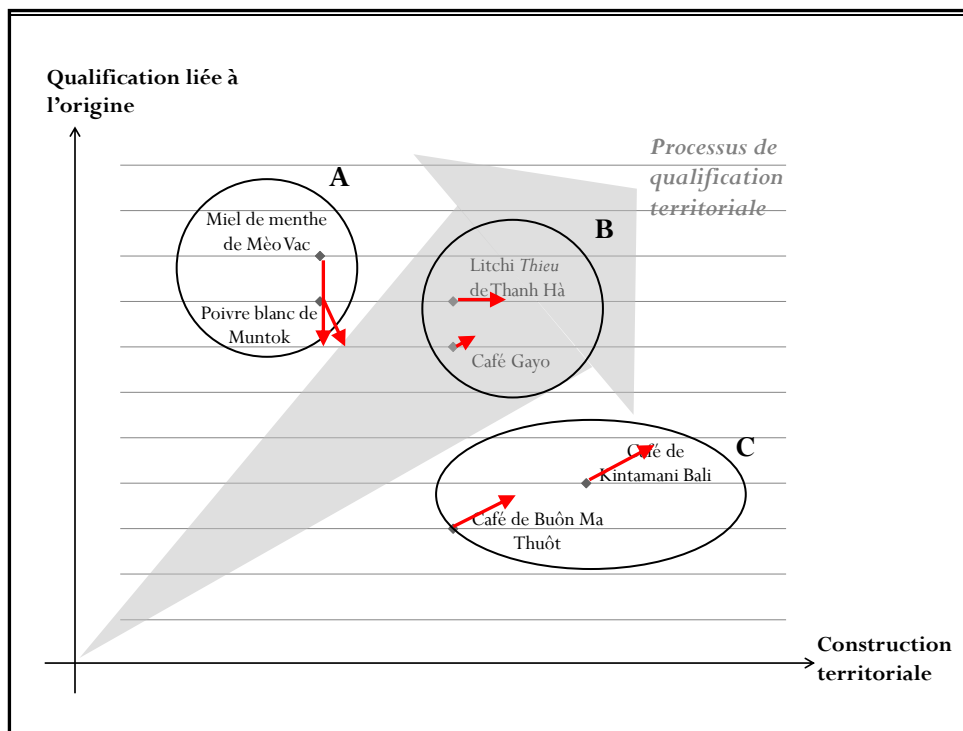 Qualification liée à
l'origine
Processus de
qualification
territoriale
A
Miel de menthe
de Mèo Vac
Poivre blanc de
Muntok
B
Litchi Thieu
de Thanh Hà
Café Gayo
C
Café de
Kintamani Bali
Café de Buôn Ma
Thuôt
Construction
territoriale